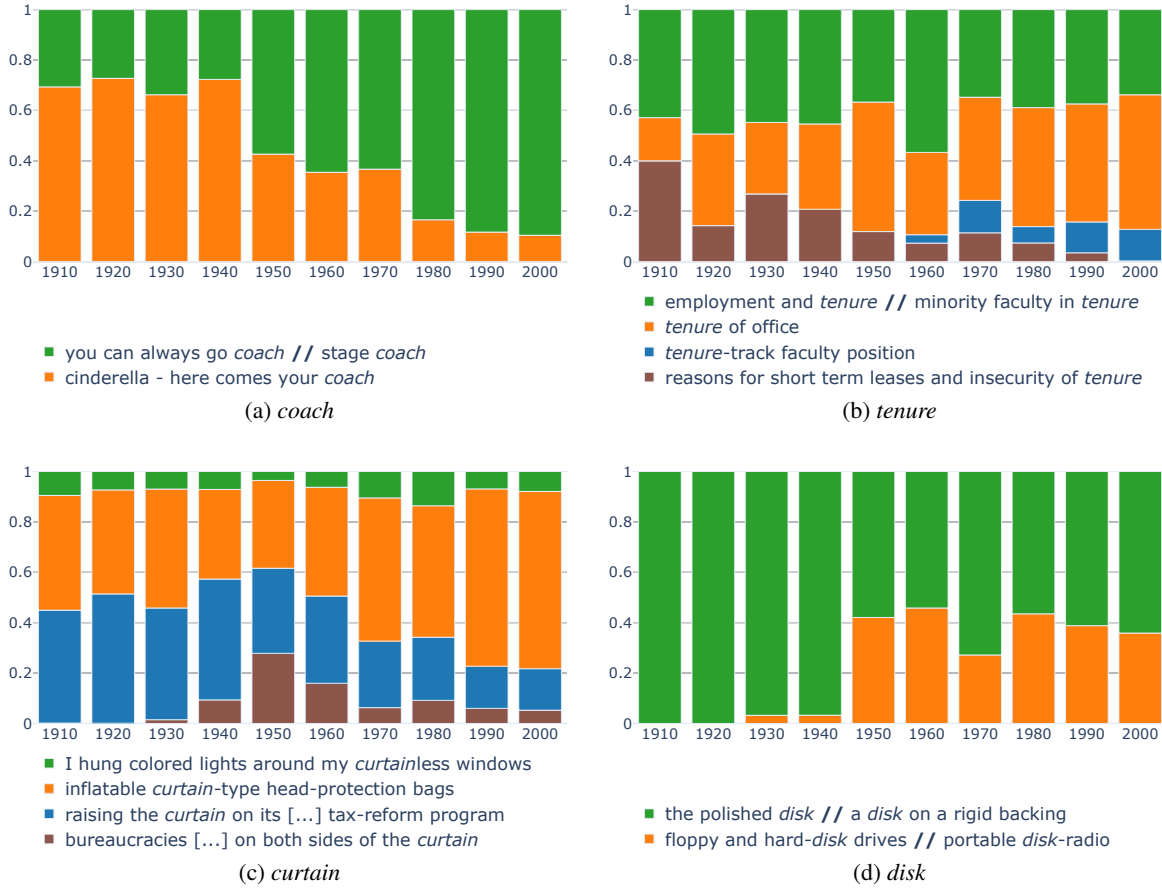 1
0.8
0.6
0.4
0.2
0
1910 1920 1930 1940 1950 1960 1970 1980 1990 2000
you can always go coach // stage coach
cinderella - here comes your coach
(a) coach
1
0.8
0.6
0.4
0.2
0
1910 1920 1930 1940 1950 1960 1970 1980 1990 2000
employment and tenure // minority faculty in tenure
tenure of office
tenure-track faculty position
reasons for short term leases and insecurity of tenure
(b) tenure
1
0.8
0.6
0.4
0.2
0
1910 1920 1930 1940 1950 1960 1970 1980 1990 2000
I hung colored lights around my curtainless windows
inflatable curtain-type head-protection bags
raising the curtain on its [...] tax-reform program
bureaucracies [...] on both sides of the curtain
(c) curtain
1
0.8
0.6
0.4
0.2
0
1910 1920 1930 1940 1950 1960 1970 1980 1990 2000
the polished disk // a disk on a rigid backing
floppy and hard-disk drives // portable disk-radio
(d) disk